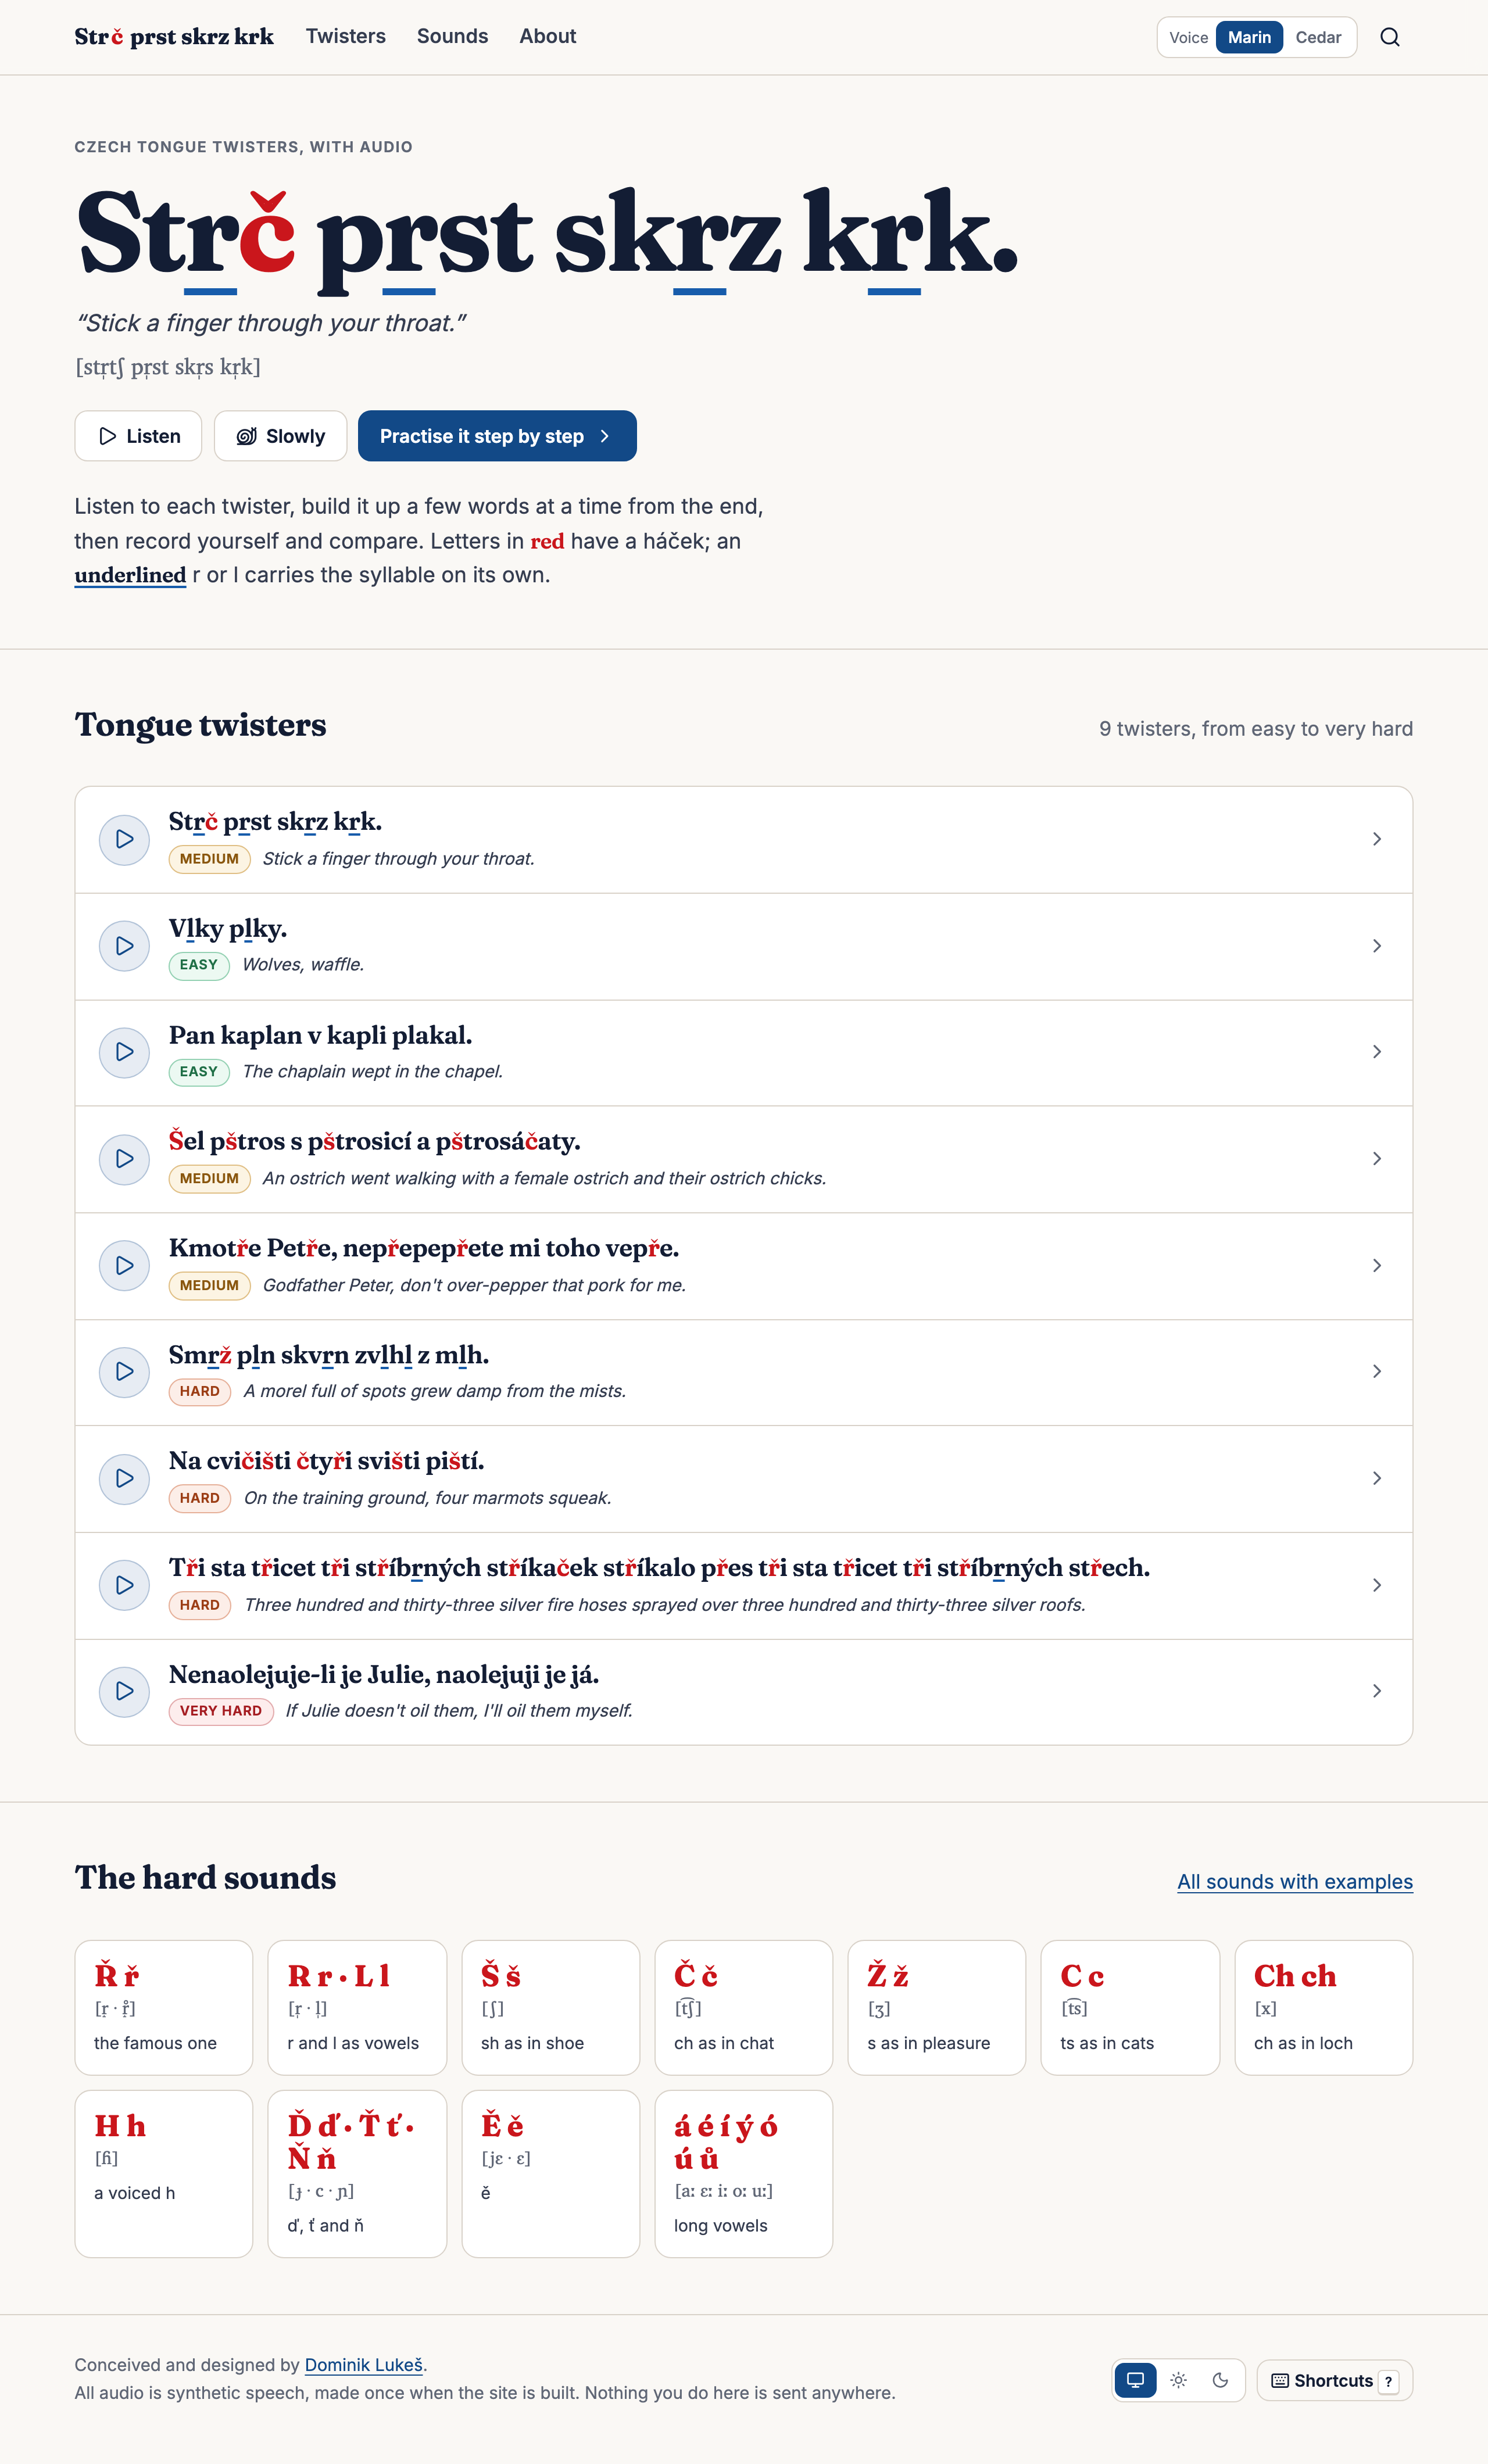 Strč prst skrz krk Twisters Sounds About Voice Marin Cedar
CZECH TONGUE TWISTERS, WITH AUDIO
Strč prst skrz krk.
“Stick a finger through your throat.”
[str̩tʃ pr̩st skr̩s kr̩k]
Listen Slowly Practise it step by step
Listen to each twister, build it up a few words at a time from the end,
then record yourself and compare. Letters in red have a háček; an
underlined r or l carries the syllable on its own.
Tongue twisters 9 twisters, from easy to very hard
Strč prst skrz krk.
MEDIUM Stick a finger through your throat.
Vlky plky.
EASY Wolves, waffle.
Pan kaplan v kapli plakal.
EASY The chaplain wept in the chapel.
Šel pštros s pštrosicí a pštrosáčaty.
MEDIUM An ostrich went walking with a female ostrich and their ostrich chicks.
Kmotře Petře, nepřepepřete mi toho vepře.
MEDIUM Godfather Peter, don't over-pepper that pork for me.
Smrž pln skvrn zvlhl z mlh.
HARD A morel full of spots grew damp from the mists.
Na cvičišti čtyři svišti piští.
HARD On the training ground, four marmots squeak.
Tři sta třicet tři stříbrných stříkaček stříkalo přes tři sta třicet tři stříbrných střech.
HARD Three hundred and thirty-three silver fire hoses sprayed over three hundred and thirty-three silver roofs.
Nenaolejuje-li je Julie, naolejuji je já.
VERY HARD If Julie doesn't oil them, I'll oil them myself.
The hard sounds All sounds with examples
Ř ř R r · L l Š š Č č Ž ž C c Ch ch
[r̝ · r̝̊] [r̩ · l̩] [ʃ] [t͡ʃ] [ʒ] [t͡s] [x]
the famous one r and l as vowels sh as in shoe ch as in chat s as in pleasure ts as in cats ch as in loch
H h Ď ď · Ť ť · Ě ě á é í ý ó
Ň ň ú ů
[ɦ] [ɟ · c · ɲ] [jɛ · ɛ] [aː ɛː iː oː uː]
a voiced h ď, ť and ň ě long vowels
Conceived and designed by Dominik Lukeš.
All audio is synthetic speech, made once when the site is built. Nothing you do here is sent anywhere. Shortcuts ?